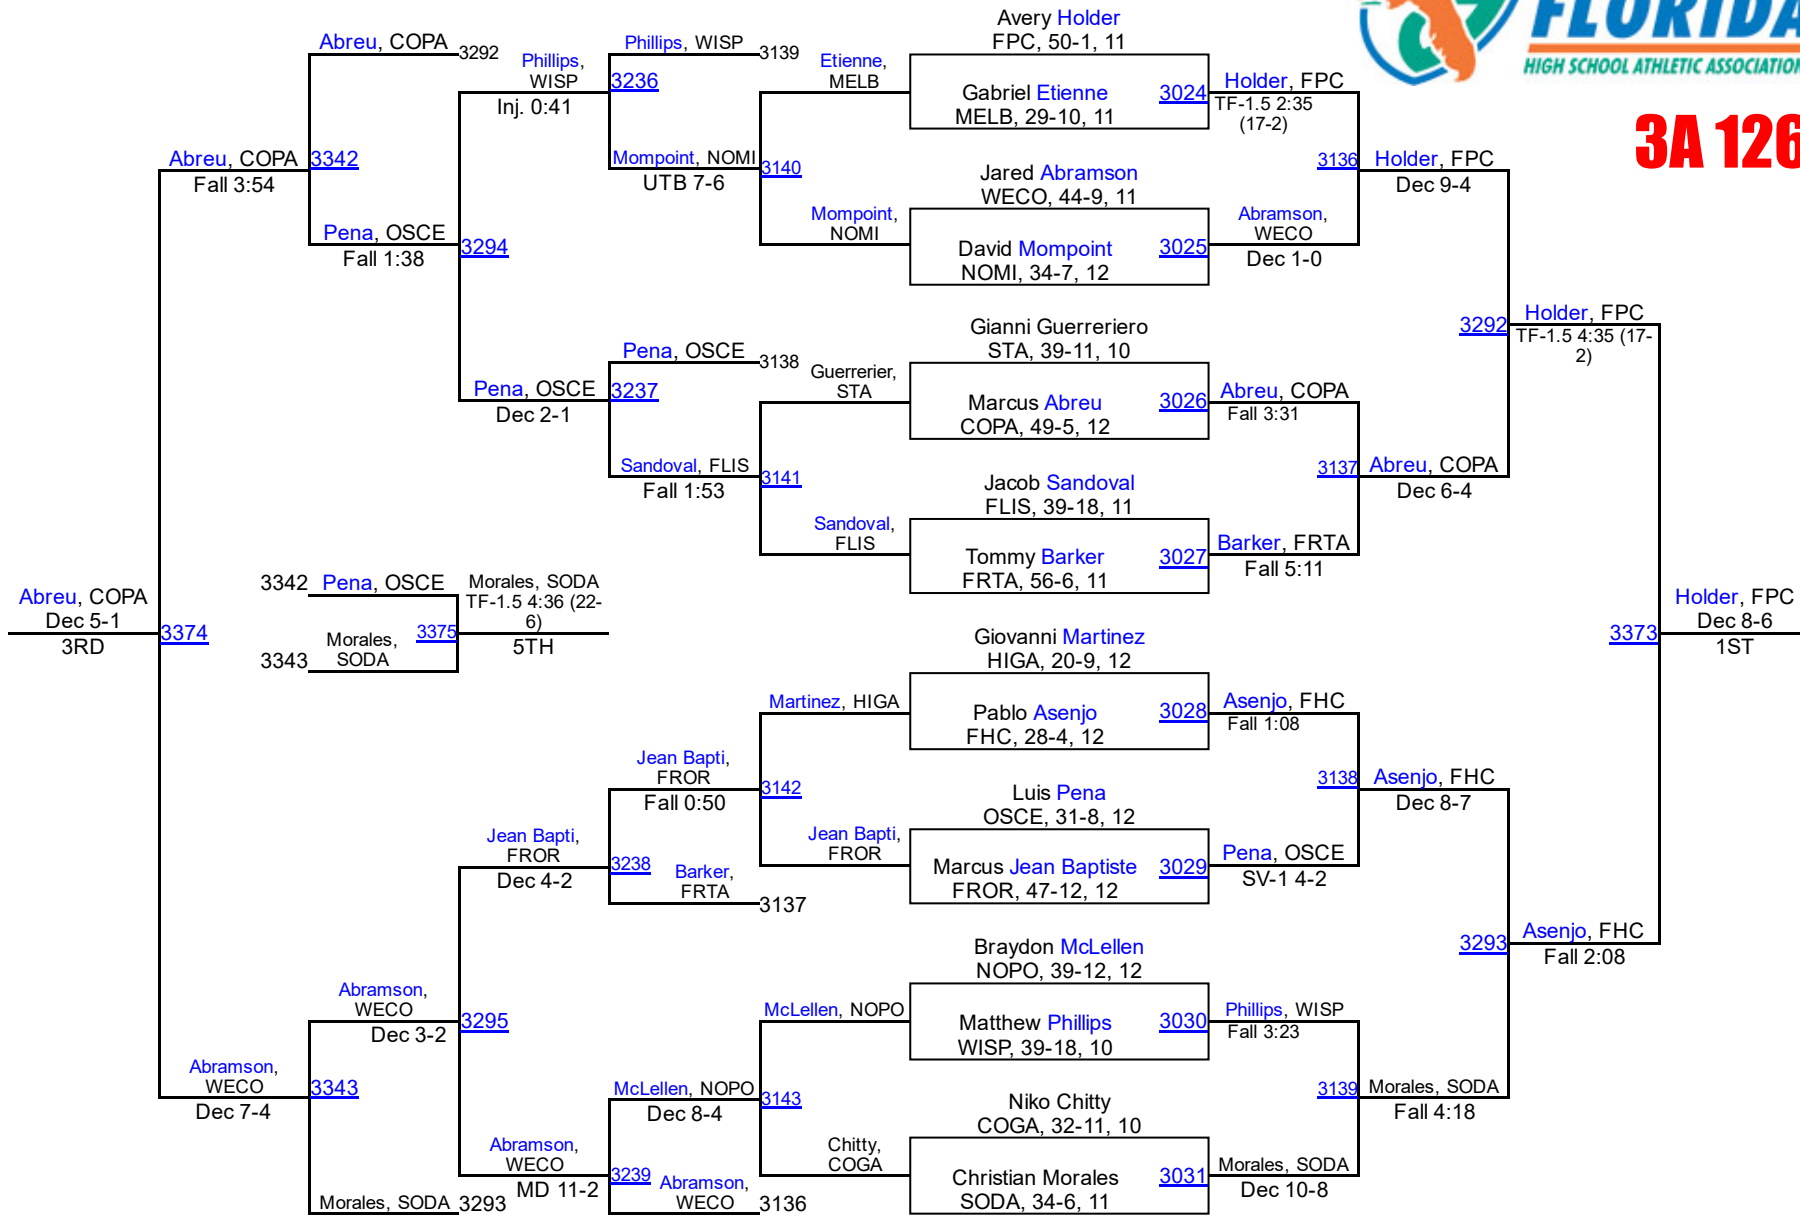 FLORIDA
HIGH SCHOOL ATHLETIC ASSOCIATION
3A 126
Avery Holder
FPC, 50-1, 11
Gabriel Etienne
MELB, 29-10, 11
3024
Jared Abramson
WECO, 44-9, 11
David Mompoint
NOMI, 34-7, 12
3025
Gianni Guerreriero
STA, 39-11, 10
Marcus Abreu
COPA, 49-5, 12
3026
Jacob Sandoval
FLIS, 39-18, 11
Tommy Barker
FRTA, 56-6, 11
3027
Giovanni Martinez
HIGA, 20-9, 12
Pablo Asenjo
FHC, 28-4, 12
3028
Luis Pena
OSCE, 31-8, 12
Marcus Jean Baptiste
FROR, 47-12, 12
3029
Braydon McLellen
NOPO, 39-12, 12
Matthew Phillips
WISP, 39-18, 10
3030
Niko Chitty
COGA, 32-11, 10
Christian Morales
SODA, 34-6, 11
3031
Holder, FPC
TF-1.5 2:35
(17-2)
3136
Abramson,
WECO
Dec 1-0
Abreu, COPA
Fall 3:31
3137
Barker, FRTA
Fall 5:11
Asenjo, FHC
Fall 1:08
3138
Pena, OSCE
SV-1 4-2
Phillips, WISP
Fall 3:23
3139
Morales, SODA
Dec 10-8
Holder, FPC
Dec 9-4
3292
Abreu, COPA
Dec 6-4
Asenjo, FHC
Dec 8-7
3293
Morales, SODA
Fall 4:18
Holder, FPC
TF-1.5 4:35 (17-
2)
3373
Asenjo, FHC
Fall 2:08
Holder, FPC
Dec 8-6
1ST
Etienne,
MELB
3140
Mompoint,
NOMI
Guerrerier,
STA
3141
Sandoval,
FLIS
Martinez, HIGA
3142
Jean Bapti,
FROR
McLellen, NOPO
3143
Chitty,
COGA
Phillips, WISP
3139
3236
Mompoint, NOMI
UTB 7-6
Pena, OSCE
3138
3237
Sandoval, FLIS
Fall 1:53
Jean Bapti,
FROR
Fall 0:50
3238
Barker,
FRTA
3137
McLellen, NOPO
Dec 8-4
3239
Abramson,
WECO
3136
Phillips,
WISP
Inj. 0:41
3294
Pena, OSCE
Dec 2-1
Jean Bapti,
FROR
Dec 4-2
3295
Abramson,
WECO
MD 11-2
Abreu, COPA
3292
3342
Pena, OSCE
Fall 1:38
Abramson,
WECO
Dec 3-2
3343
Morales, SODA
3293
Abreu, COPA
Fall 3:54
3374
Abramson,
WECO
Dec 7-4
Abreu, COPA
Dec 5-1
3RD
3342
Pena, OSCE
3375
3343
Morales,
SODA
Morales, SODA
TF-1.5 4:36 (22-
6)
5TH